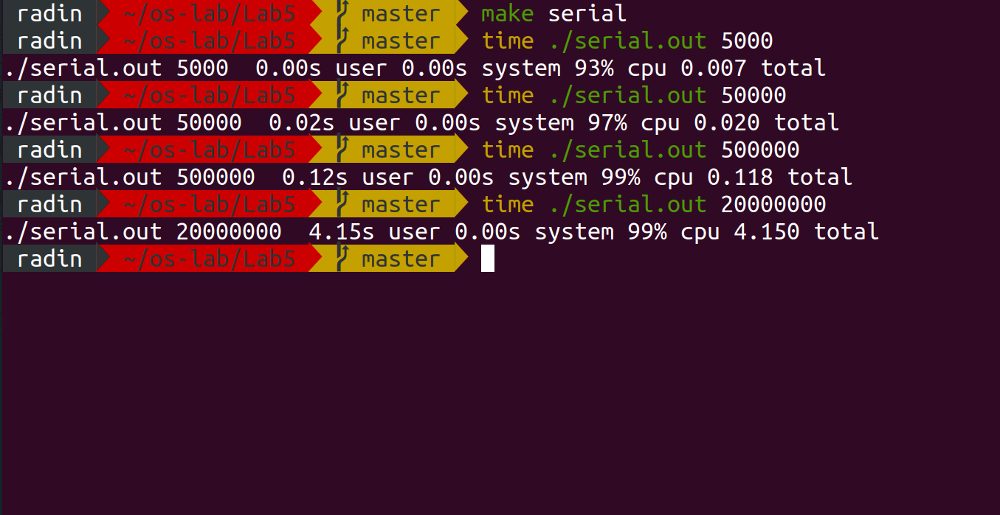 radin ~/os-lab/Lab5 master make serial
radin ~/os-lab/Lab5 master time ./serial.out 5000
./serial.out 5000  0.00s user 0.00s system 93% cpu 0.007 total
radin ~/os-lab/Lab5 master time ./serial.out 50000
./serial.out 50000  0.02s user 0.00s system 97% cpu 0.020 total
radin ~/os-lab/Lab5 master time ./serial.out 500000
./serial.out 500000  0.12s user 0.00s system 99% cpu 0.118 total
radin ~/os-lab/Lab5 master time ./serial.out 20000000
./serial.out 20000000  4.15s user 0.00s system 99% cpu 4.150 total
radin ~/os-lab/Lab5 master